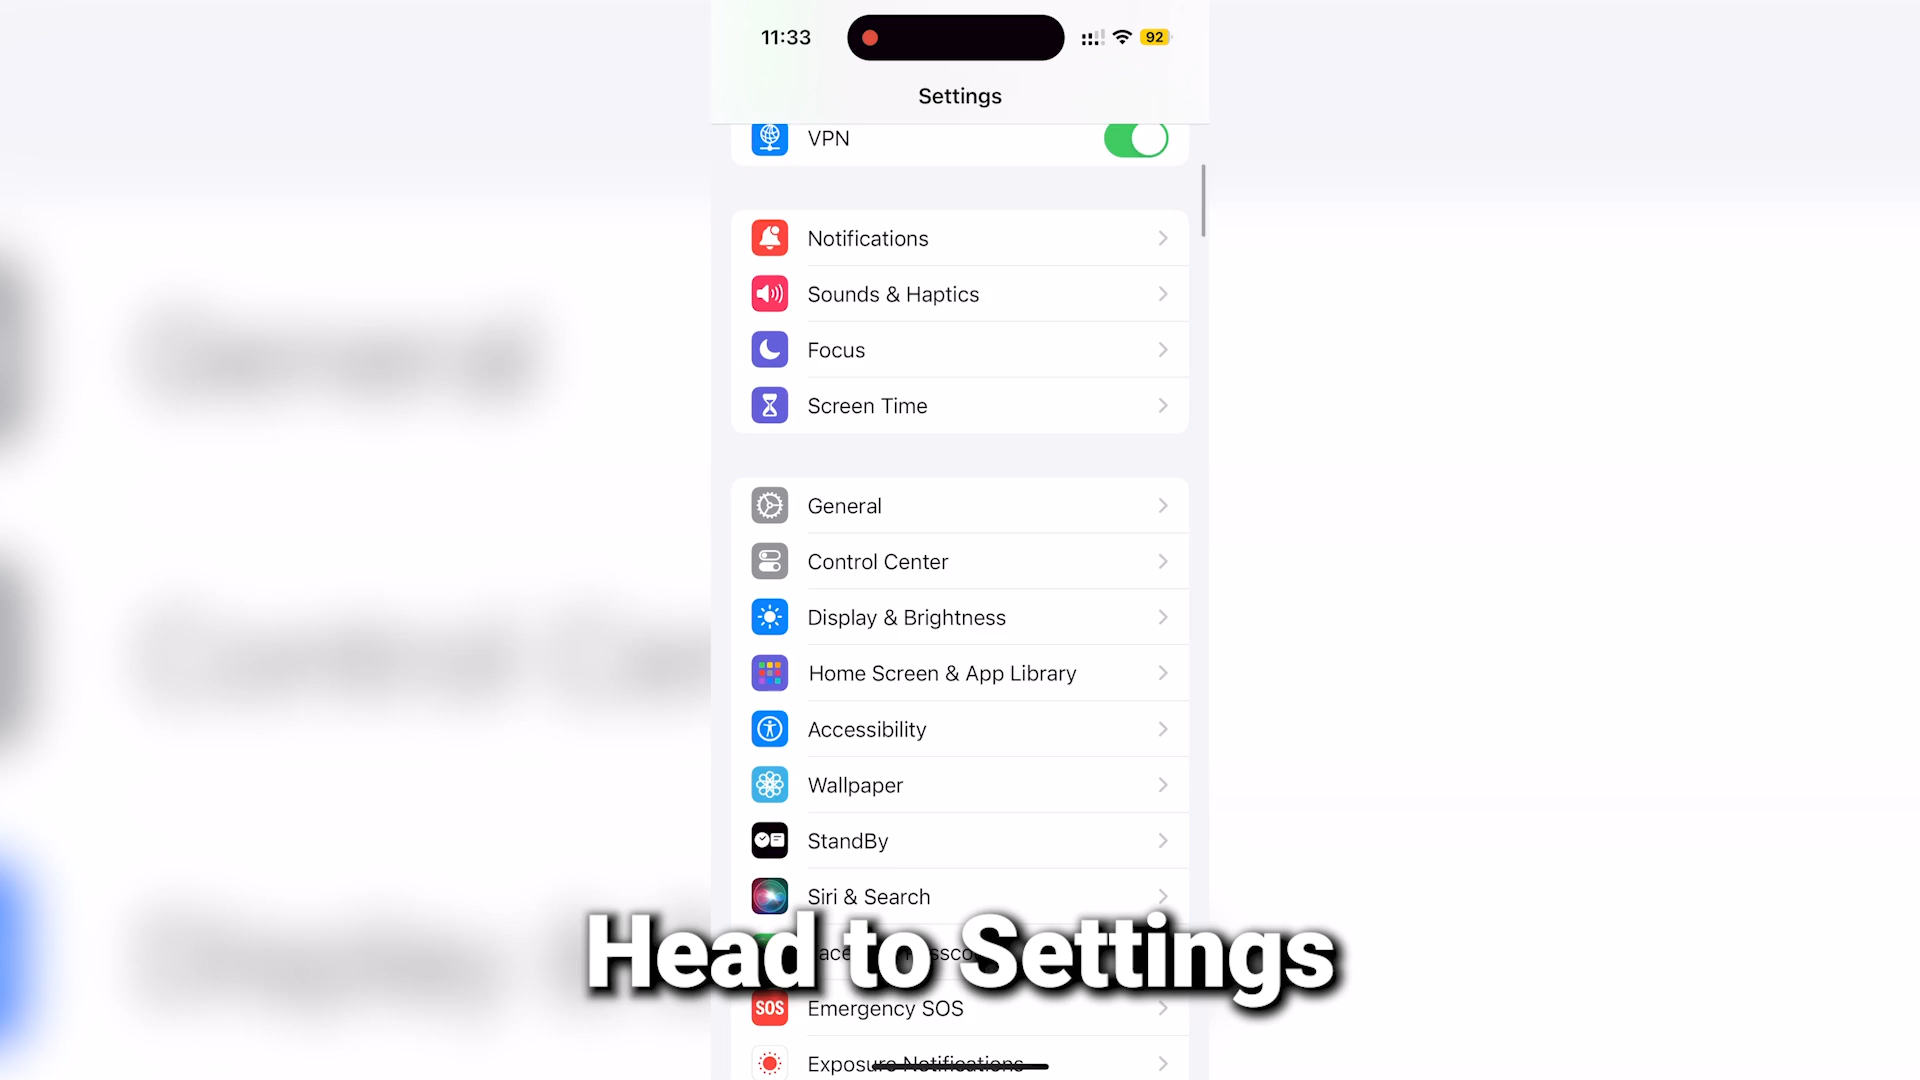 11:33
92
Settings
VPN
Notifications
Sounds & Haptics
Focus
Screen Time
General
Control Center
Display & Brightness
Home Screen & App Library
Accessibility
Wallpaper
StandBy
Siri & Search
Head to Settings
SOS
Emergency SOS
Exposure Notifications